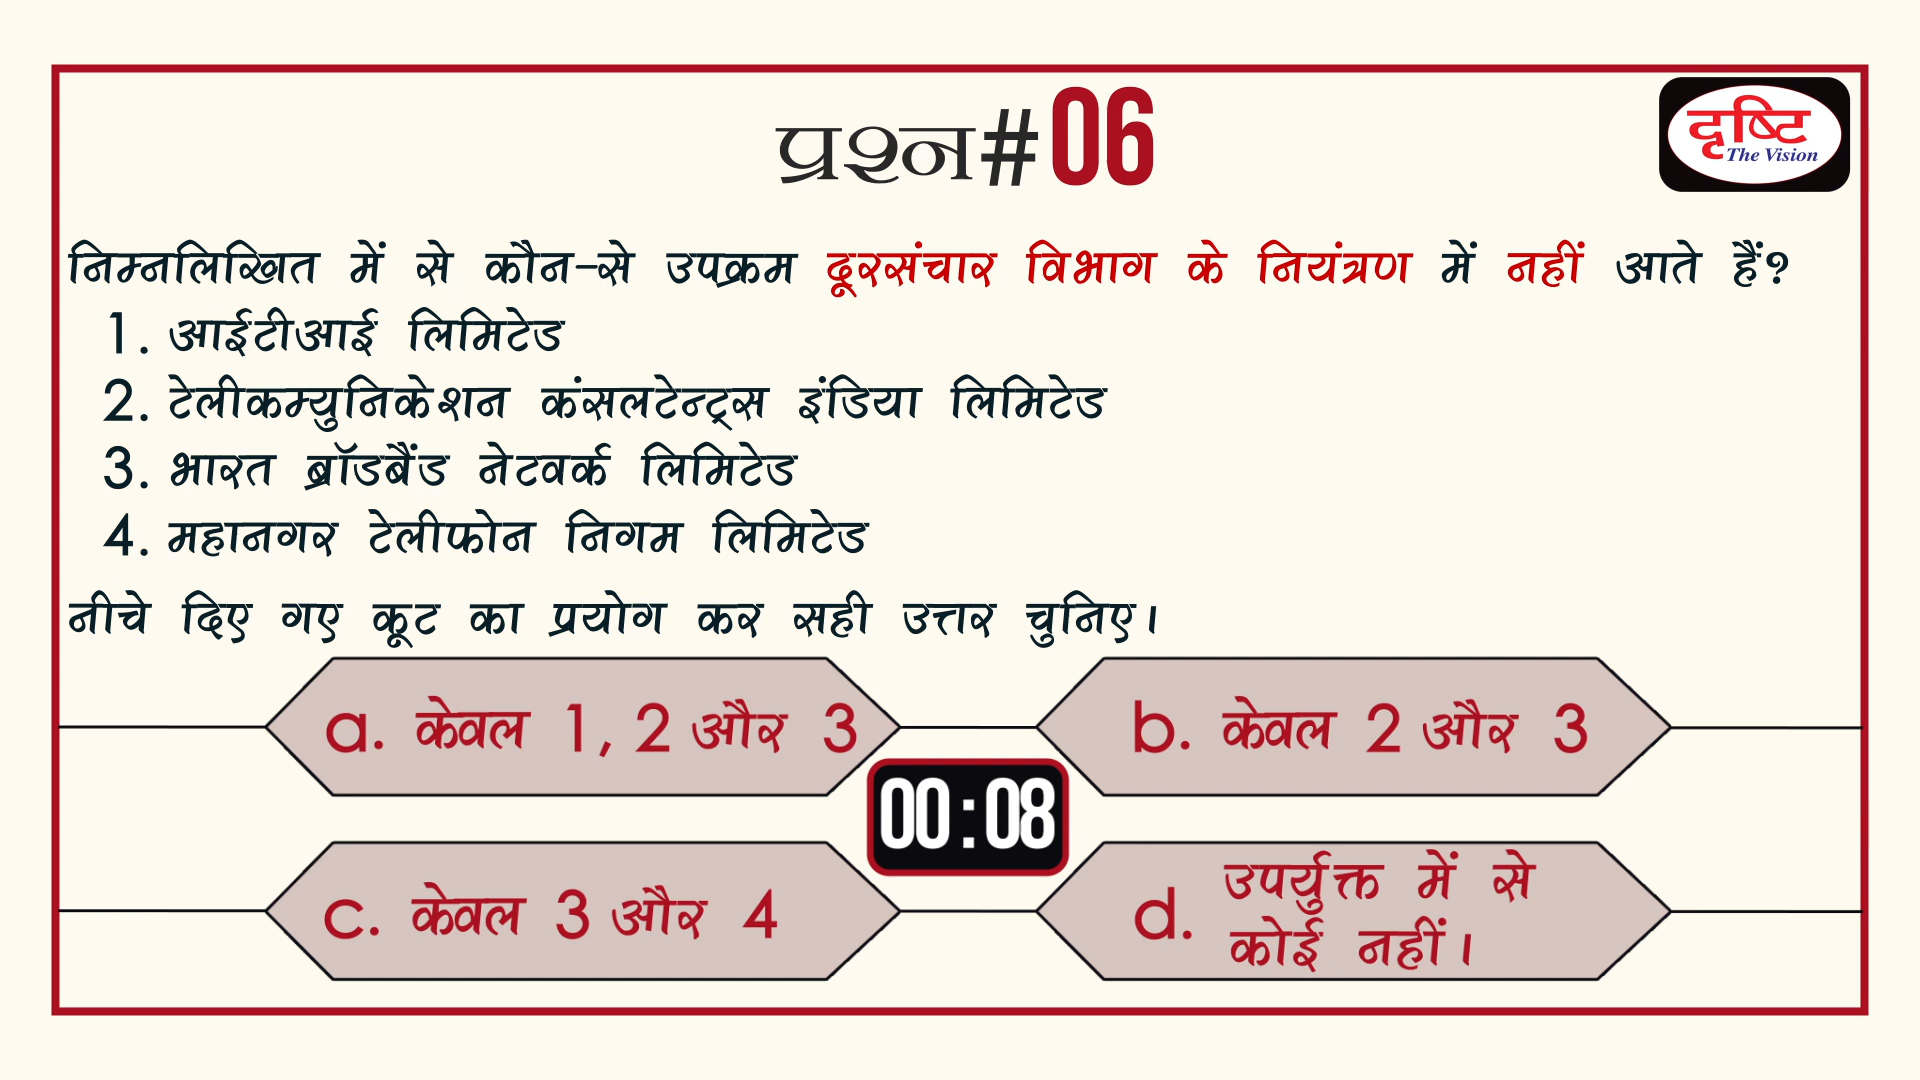 प्रश्न#06
दृष्टि
The Vision
निम्नलिखित में से कौन-से उपक्रम दूरसंचार विभाग के नियंत्रण में नहीं आते हैं?
1. आईटीआई लिमिटेड
2. टेलीकम्युनिकेशन कंसलटेन्ट्स इंडिया लिमिटेड
3. भारत ब्रॉडबैंड नेटवर्क लिमिटेड
4. महानगर टेलीफोन निगम लिमिटेड
नीचे दिए गए कूट का प्रयोग कर सही उत्तर चुनिए।
a. केवल 1, 2 और 3
b. केवल 2 और 3
00:08
c. केवल 3 और 4
d. उपर्युक्त में से
कोई नहीं।